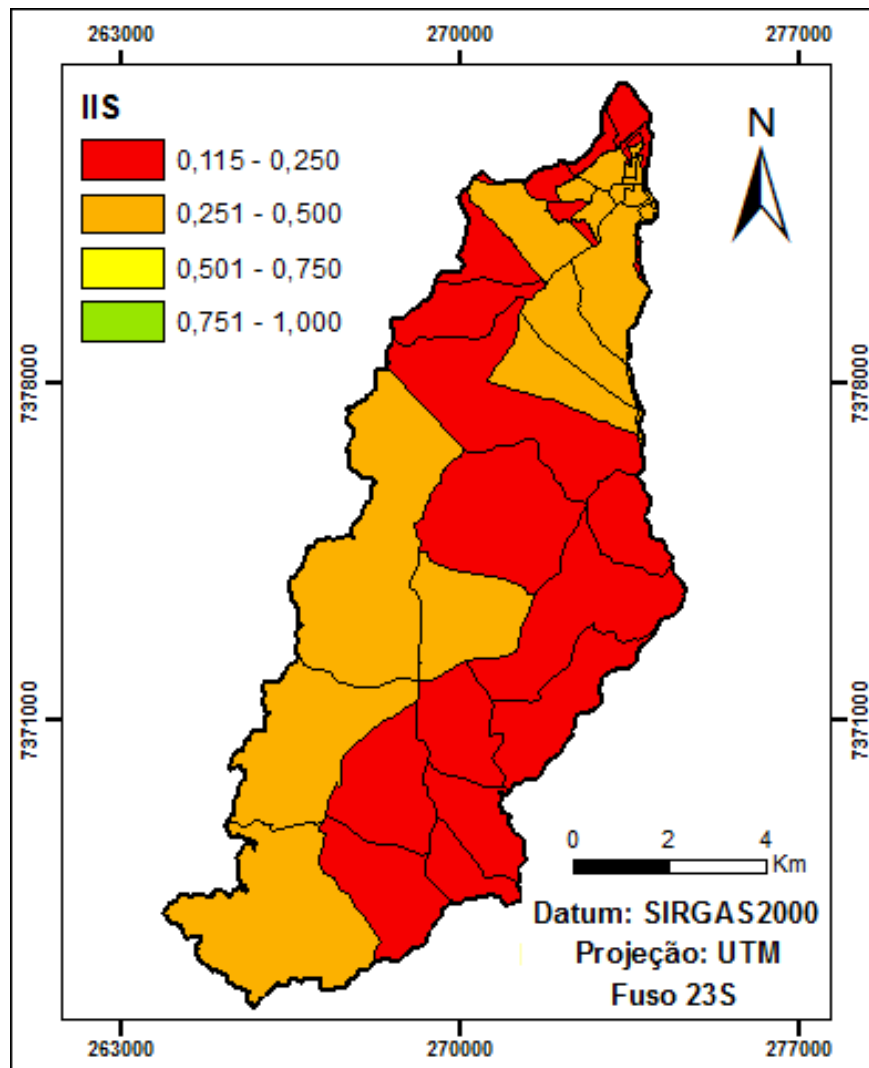 263000 270000 277000
IIS
0,115 - 0,250
0,251 - 0,500
0,501 - 0,750
0,751 - 1,000
N
7378000 7378000
7371000 7371000
0 2 4
Km
Datum: SIRGAS2000
Projeção: UTM
Fuso 23S
263000 270000 277000